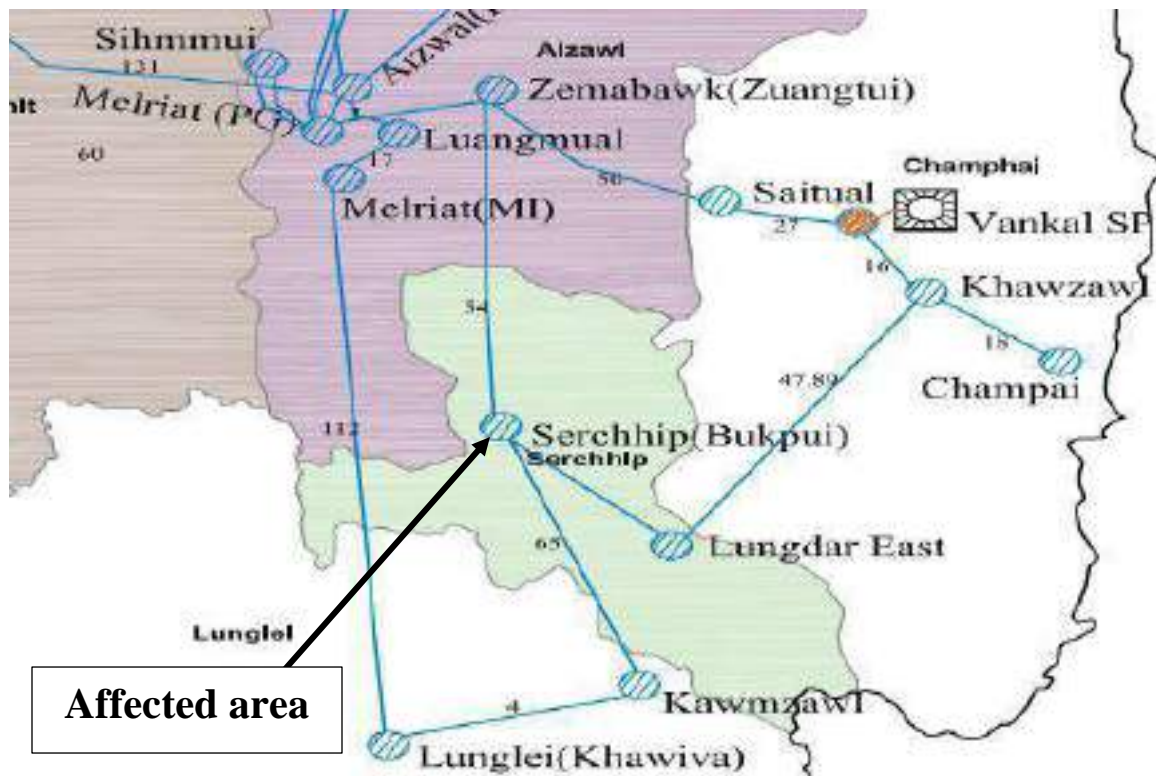 Sihmmui
Aizwal(
Aizawl
131
Zemabawk(Zuangtui)
Melriat (PG)
Luangmual
60
17
Champhai
50
Saitual
Melriat(MI)
27
Vankal SP
16
Khawzawl
54
18
47.89
Champai
112
Serchhip(Bukpui)
Serchhip
65
Lungdar East
Lunglei
Affected area
Kawmzawl
4
Lunglei(Khawiva)